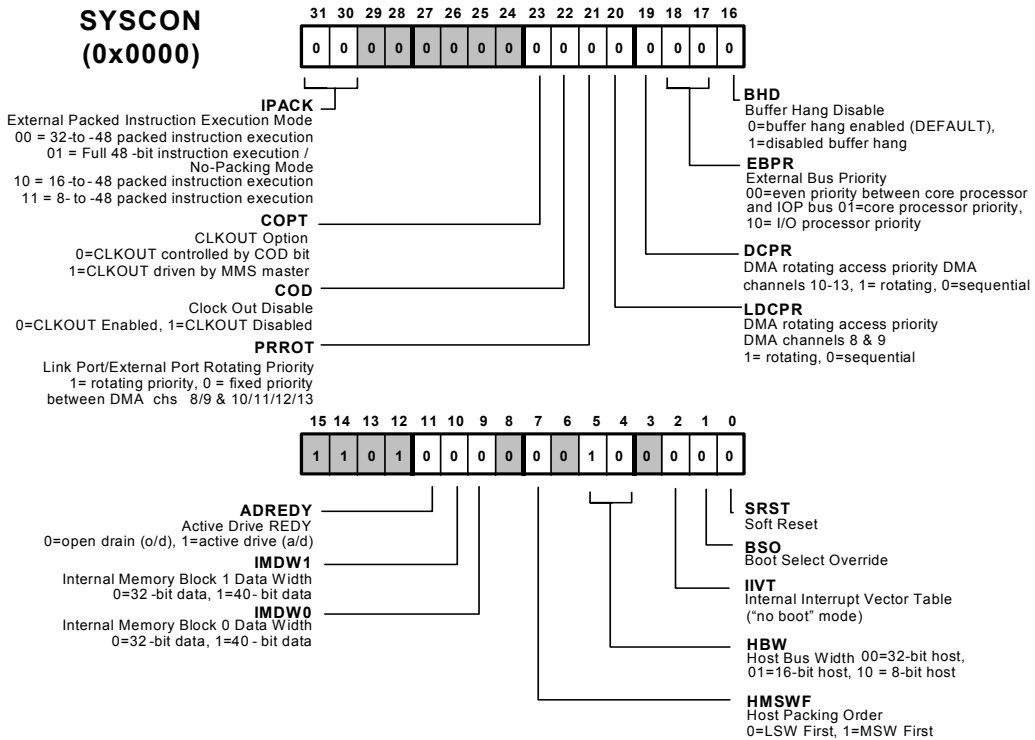 SYSCON
(0x0000)
31 30 29 28 27 26 25 24 23 22 21 20 19 18 17 16
0 0 0 0 0 0 0 0 0 0 0 0 0 0 0 0
IPACK
External Packed Instruction Execution Mode
00 = 32-to -48 packed instruction execution
01 = Full 48 -bit instruction execution /
No-Packing Mode
10 = 16 -to- 48 packed instruction execution
11 = 8- to -48 packed instruction execution
COPT
CLKOUT Option
0=CLKOUT controlled by COD bit
1=CLKOUT driven by MMS master
COD
Clock Out Disable
0=CLKOUT Enabled, 1=CLKOUT Disabled
PRROT
Link Port/External Port Rotating Priority
1= rotating priority, 0 = fixed priority
between DMA chs 8/9 & 10/11/12/13
BHD
Buffer Hang Disable
0=buffer hang enabled (DEFAULT),
1=disabled buffer hang
EBPR
External Bus Priority
00=even priority between core processor
and IOP bus 01=core processor priority,
10= I/O processor priority
DCPR
DMA rotating access priority DMA
channels 10-13, 1= rotating, 0=sequential
LDCPR
DMA rotating access priority
DMA channels 8 & 9
1= rotating, 0=sequential
15 14 13 12 11 10 9 8 7 6 5 4 3 2 1 0
1 1 0 1 0 0 0 0 0 0 1 0 0 0 0 0
ADREDY
Active Drive REDY
0=open drain (o/d), 1=active drive (a/d)
IMDW1
Internal Memory Block 1 Data Width
0=32 -bit data, 1=40- bit data
IMDW0
Internal Memory Block 0 Data Width
0=32 -bit data, 1=40 - bit data
SRST
Soft Reset
BSO
Boot Select Override
IIVT
Internal Interrupt Vector Table
(“no boot” mode)
HBW
Host Bus Width 00=32-bit host,
01=16-bit host, 10 = 8-bit host
HMSWF
Host Packing Order
0=LSW First, 1=MSW First